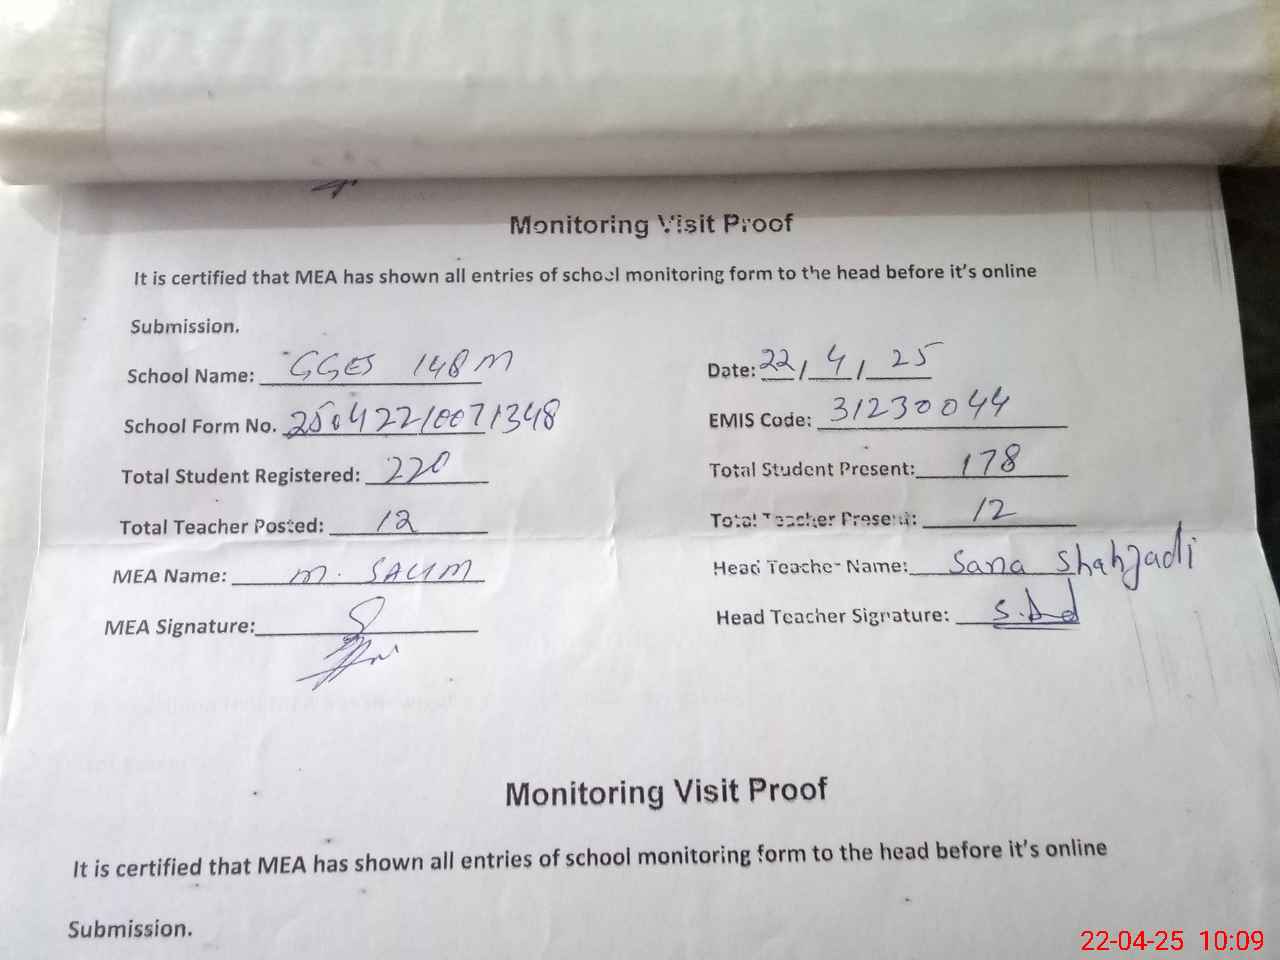 Monitoring Visit Proof
It is certified that MEA has shown all entries of school monitoring form to the head before it's online
Submission.
School Name: GGES 148M Date: 22/4/25
School Form No. 25042210071348 EMIS Code: 31230044
Total Student Registered: 220 Total Student Present: 178
Total Teacher Posted: 12 Total Teacher Present: 12
MEA Name: M. SALIM Head Teacher Name: Sana Shahzadi
MEA Signature: Head Teacher Signature:
Monitoring Visit Proof
It is certified that MEA has shown all entries of school monitoring form to the head before it's online
Submission.
22-04-25 10:09